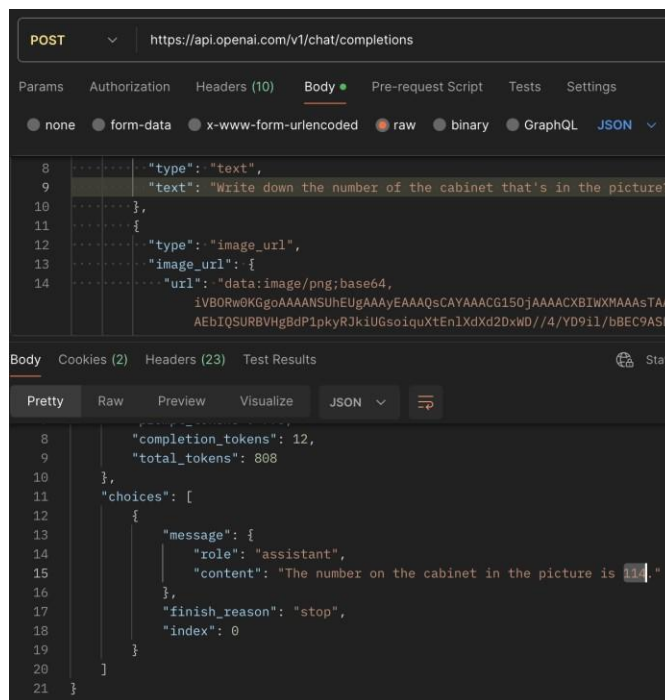 POST https://api.openai.com/v1/chat/completions
Params Authorization Headers (10) Body Pre-request Script Tests Settings
none form-data x-www-form-urlencoded raw binary GraphQL JSON
8 "type": "text",
9 "text": "Write down the number of the cabinet that's in the picture
10 },
11 {
12 "type": "image_url",
13 "image_url": {
14 "url": "data:image/png;base64,
Body Cookies (2) Headers (23) Test Results
Pretty Raw Preview Visualize JSON
8 "completion_tokens": 12,
9 "total_tokens": 808
10 },
11 "choices": [
12 {
13 "message": {
14 "role": "assistant",
15 "content": "The number on the cabinet in the picture is 114."
16 },
17 "finish_reason": "stop",
18 "index": 0
19 }
20 ]
21 }